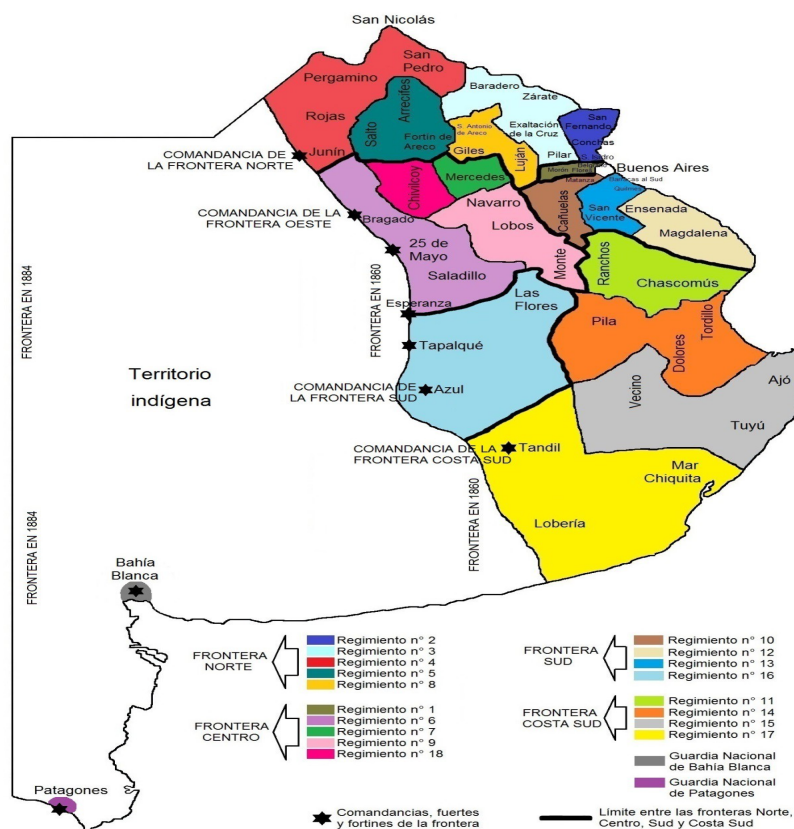 San Nicolás
San
Pedro
Pergamino
Rojas
Junín
Baradero
Zárate
Arrecifes
Salto
Fortín de
Areco
S. Antonio
de Areco
Giles
Exaltación
de la Cruz
Luján
Pilar
San
Fernando
Conchas
S. Isidro
Belgrano
Morón Flores
Matanza
Buenos Aires
Barracas al Sud
Quilmes
COMANDANCIA DE
LA FRONTERA NORTE
Mercedes
Chivilcoy
Navarro
Lobos
Cañuelas
San
Vicente
Ensenada
Magdalena
COMANDANCIA DE LA
FRONTERA OESTE
Bragado
25 de
Mayo
Saladillo
Monte
Ranchos
Chascomús
FRONTERA EN 1884
FRONTERA EN 1860
Esperanza
Las
Flores
Pila
Dolores
Tordillo
Tapalqué
Territorio
indígena
COMANDANCIA DE
LA FRONTERA SUD
Azul
Vecino
Ajó
Tuyú
COMANDANCIA DE LA
FRONTERA COSTA SUD
Tandil
Mar
Chiquita
Lobería
FRONTERA EN 1860
FRONTERA EN 1884
Bahía
Blanca
Patagones
FRONTERA
NORTE
Regimiento n° 2
Regimiento n° 3
Regimiento n° 4
Regimiento n° 5
Regimiento n° 8
FRONTERA
CENTRO
Regimiento n° 1
Regimiento n° 6
Regimiento n° 7
Regimiento n° 9
Regimiento n° 18
FRONTERA
SUD
Regimiento n° 10
Regimiento n° 12
Regimiento n° 13
Regimiento n° 16
FRONTERA
COSTA SUD
Regimiento n° 11
Regimiento n° 14
Regimiento n° 15
Regimiento n° 17
Guardia Nacional
de Bahía Blanca
Guardia Nacional
de Patagones
Comandancias, fuertes
y fortines de la frontera
Límite entre las fronteras Norte,
Centro, Sud y Costa Sud